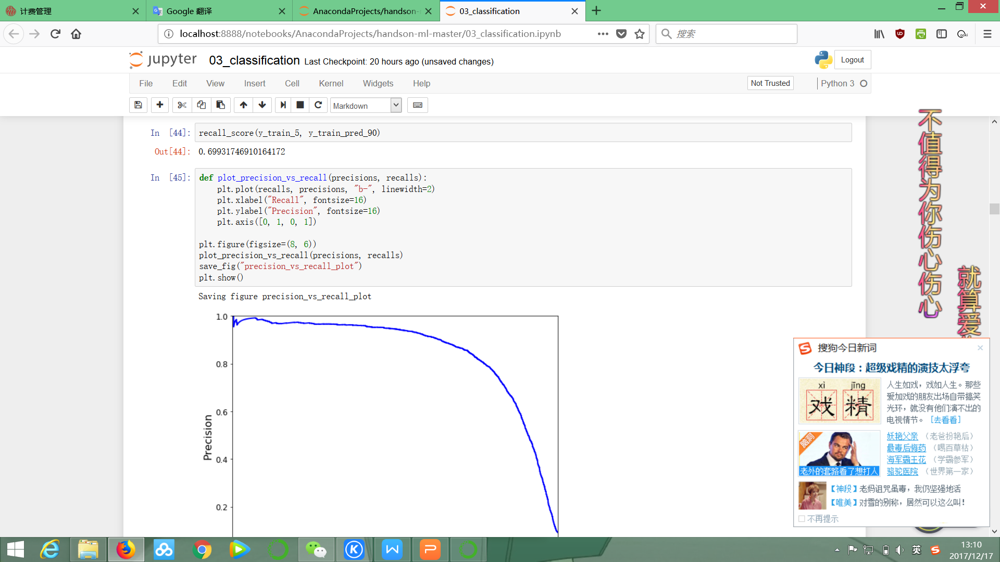 计费管理
Google 翻译
AnacondaProjects/handson-
03_classification
localhost:8888/notebooks/AnacondaProjects/handson-ml-master/03_classification.ipynb
搜索
jupyter
03_classification
Last Checkpoint: 20 hours ago (unsaved changes)
Logout
File Edit View Insert Cell Kernel Widgets Help
Not Trusted
Python 3
Markdown
In [44]:
recall_score(y_train_5, y_train_pred_90)
Out[44]:
0.69931746910164172
In [45]:
def plot_precision_vs_recall(precisions, recalls):
plt.plot(recalls, precisions, "b-", linewidth=2)
plt.xlabel("Recall", fontsize=16)
plt.ylabel("Precision", fontsize=16)
plt.axis([0, 1, 0, 1])
plt.figure(figsize=(8, 6))
plot_precision_vs_recall(precisions, recalls)
save_fig("precision_vs_recall_plot")
plt.show()
Saving figure precision_vs_recall_plot
1.0
0.8
0.6
0.4
0.2
Precision
不值得为你伤心伤心
就算爱
搜狗今日新词
今日神段：超级戏精的演技太浮夸
xì jīng
戏精
人生如戏，戏如人生。那些
爱加戏的朋友出场自带搞笑
光环，就没有他们演不出的
电视情节。[去看看]
脑洞
老外的套路看了想打人
妖艳父亲（老爸扮艳后）
最毒后悔药（喝百草枯）
海军霸王花（学霸参军）
骆驼医院（世界第一家）
【神段】老妈诅咒虽毒，我仍坚强地活
【唯美】对雪的别称，居然可以这么叫！
不再提示
英
13:10
2017/12/17